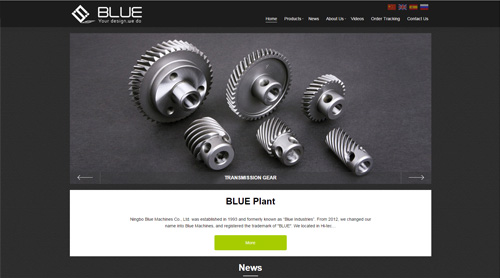 BLUE
Your design,we do
Home Products News About Us Videos Order Tracking Contact Us
TRANSMISSION GEAR
BLUE Plant
Ningbo Blue Machines Co., Ltd. was established in 1993 and formerly known as "Blue Industries". From 2012, we changed our
name into Blue Machines, and registered the trademark of "BLUE". We located in
More
News